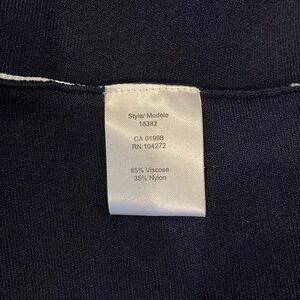 Style/ Modele
18382
CA 01998
RN 104272
65% Viscose
35% Nylon